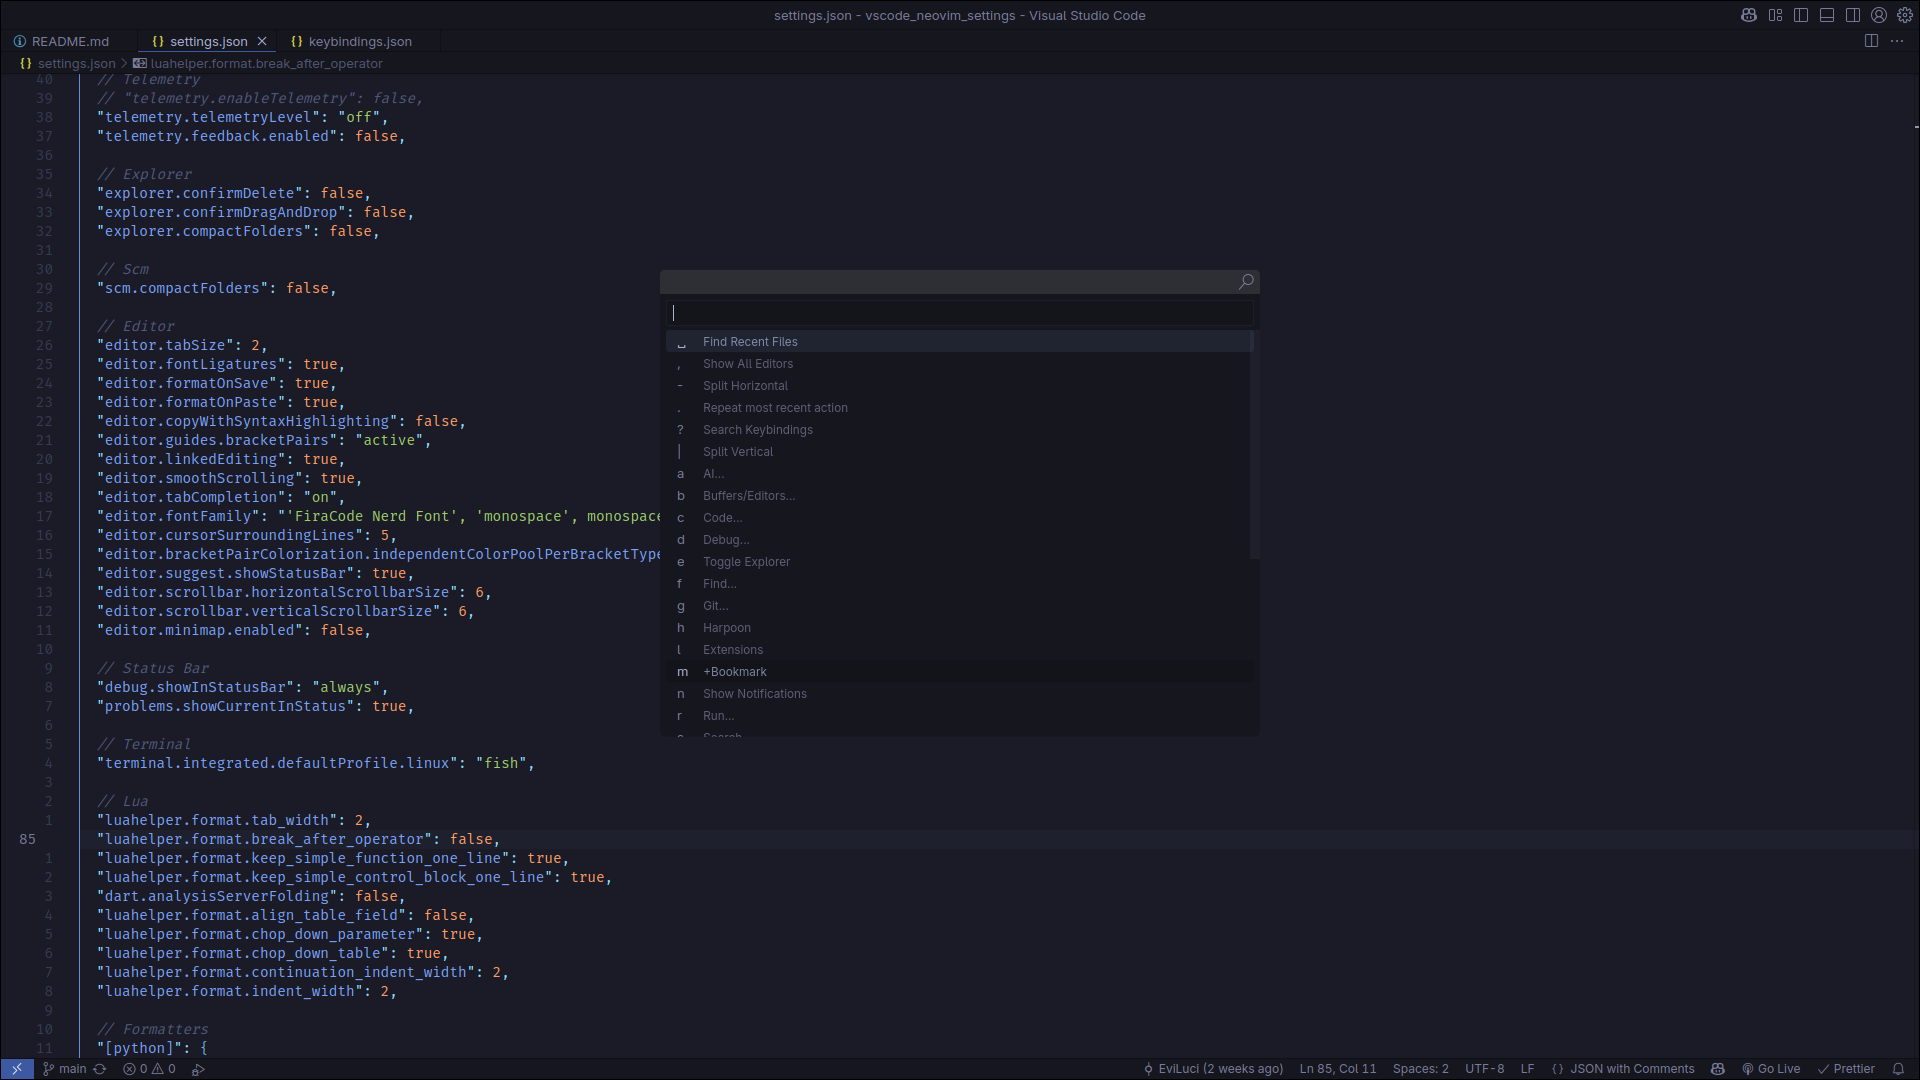 settings.json - vscode_neovim_settings - Visual Studio Code
README.md
{} settings.json
{} keybindings.json
{} settings.json > luahelper.format.break_after_operator
40 // Telemetry
39 // "telemetry.enableTelemetry": false,
38 "telemetry.telemetryLevel": "off",
37 "telemetry.feedback.enabled": false,
36
35 // Explorer
34 "explorer.confirmDelete": false,
33 "explorer.confirmDragAndDrop": false,
32 "explorer.compactFolders": false,
31
30 // Scm
29 "scm.compactFolders": false,
28
27 // Editor
26 "editor.tabSize": 2,
25 "editor.fontLigatures": true,
24 "editor.formatOnSave": true,
23 "editor.formatOnPaste": true,
22 "editor.copyWithSyntaxHighlighting": false,
21 "editor.guides.bracketPairs": "active",
20 "editor.linkedEditing": true,
19 "editor.smoothScrolling": true,
18 "editor.tabCompletion": "on",
17 "editor.fontFamily": "'FiraCode Nerd Font', 'monospace', monospace
16 "editor.cursorSurroundingLines": 5,
15 "editor.bracketPairColorization.independentColorPoolPerBracketType
14 "editor.suggest.showStatusBar": true,
13 "editor.scrollbar.horizontalScrollbarSize": 6,
12 "editor.scrollbar.verticalScrollbarSize": 6,
11 "editor.minimap.enabled": false,
10
9 // Status Bar
8 "debug.showInStatusBar": "always",
7 "problems.showCurrentInStatus": true,
6
5 // Terminal
4 "terminal.integrated.defaultProfile.linux": "fish",
3
2 // Lua
1 "luahelper.format.tab_width": 2,
85 "luahelper.format.break_after_operator": false,
1 "luahelper.format.keep_simple_function_one_line": true,
2 "luahelper.format.keep_simple_control_block_one_line": true,
3 "dart.analysisServerFolding": false,
4 "luahelper.format.align_table_field": false,
5 "luahelper.format.chop_down_parameter": true,
6 "luahelper.format.chop_down_table": true,
7 "luahelper.format.continuation_indent_width": 2,
8 "luahelper.format.indent_width": 2,
9
10 // Formatters
11 "[python]": {
␣ Find Recent Files
, Show All Editors
- Split Horizontal
. Repeat most recent action
? Search Keybindings
| Split Vertical
a AI...
b Buffers/Editors...
c Code...
d Debug...
e Toggle Explorer
f Find...
g Git...
h Harpoon
l Extensions
m +Bookmark
n Show Notifications
r Run...
s Search
main
0 0
EviLuci (2 weeks ago)
Ln 85, Col 11
Spaces: 2
UTF-8
LF
{} JSON with Comments
Go Live
Prettier